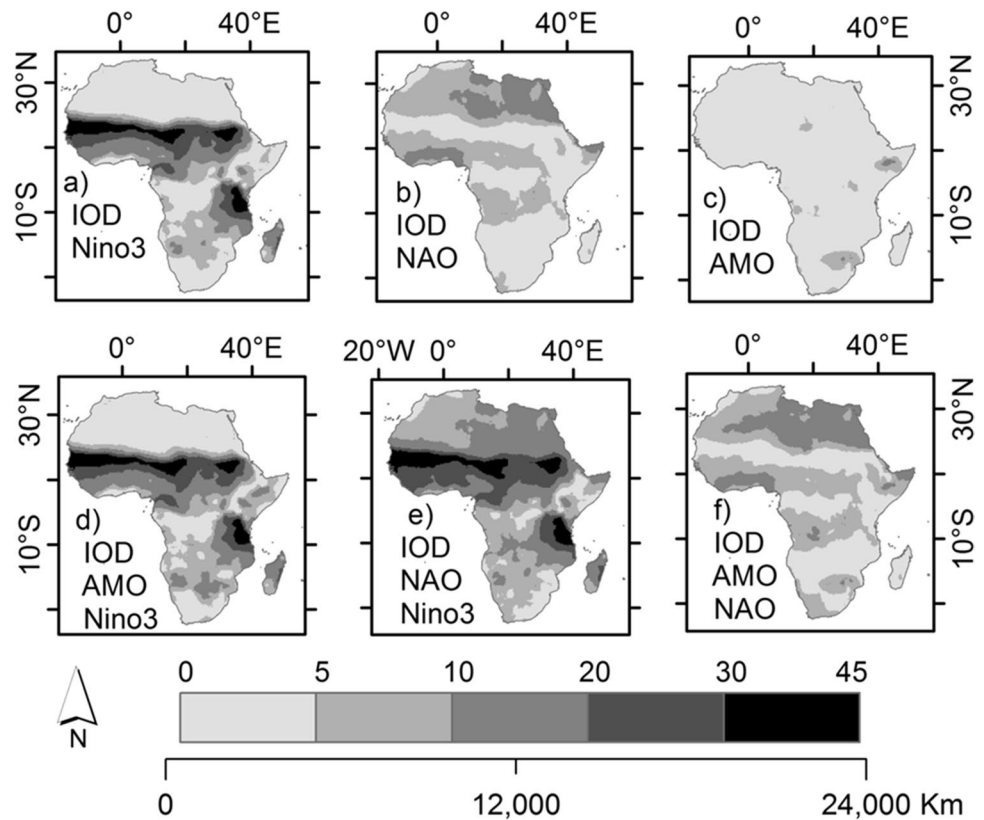 0° 40°E 0° 40°E 0° 40°E
30°N 30°N
10°S 10°S
a)
IOD
Nino3
b)
IOD
NAO
c)
IOD
AMO
0° 40°E 20°W 0° 40°E 0° 40°E
30°N 30°N
10°S 10°S
d)
IOD
AMO
Nino3
e)
IOD
NAO
Nino3
f)
IOD
AMO
NAO
0 5 10 20 30 45
N
0 12,000 24,000 Km